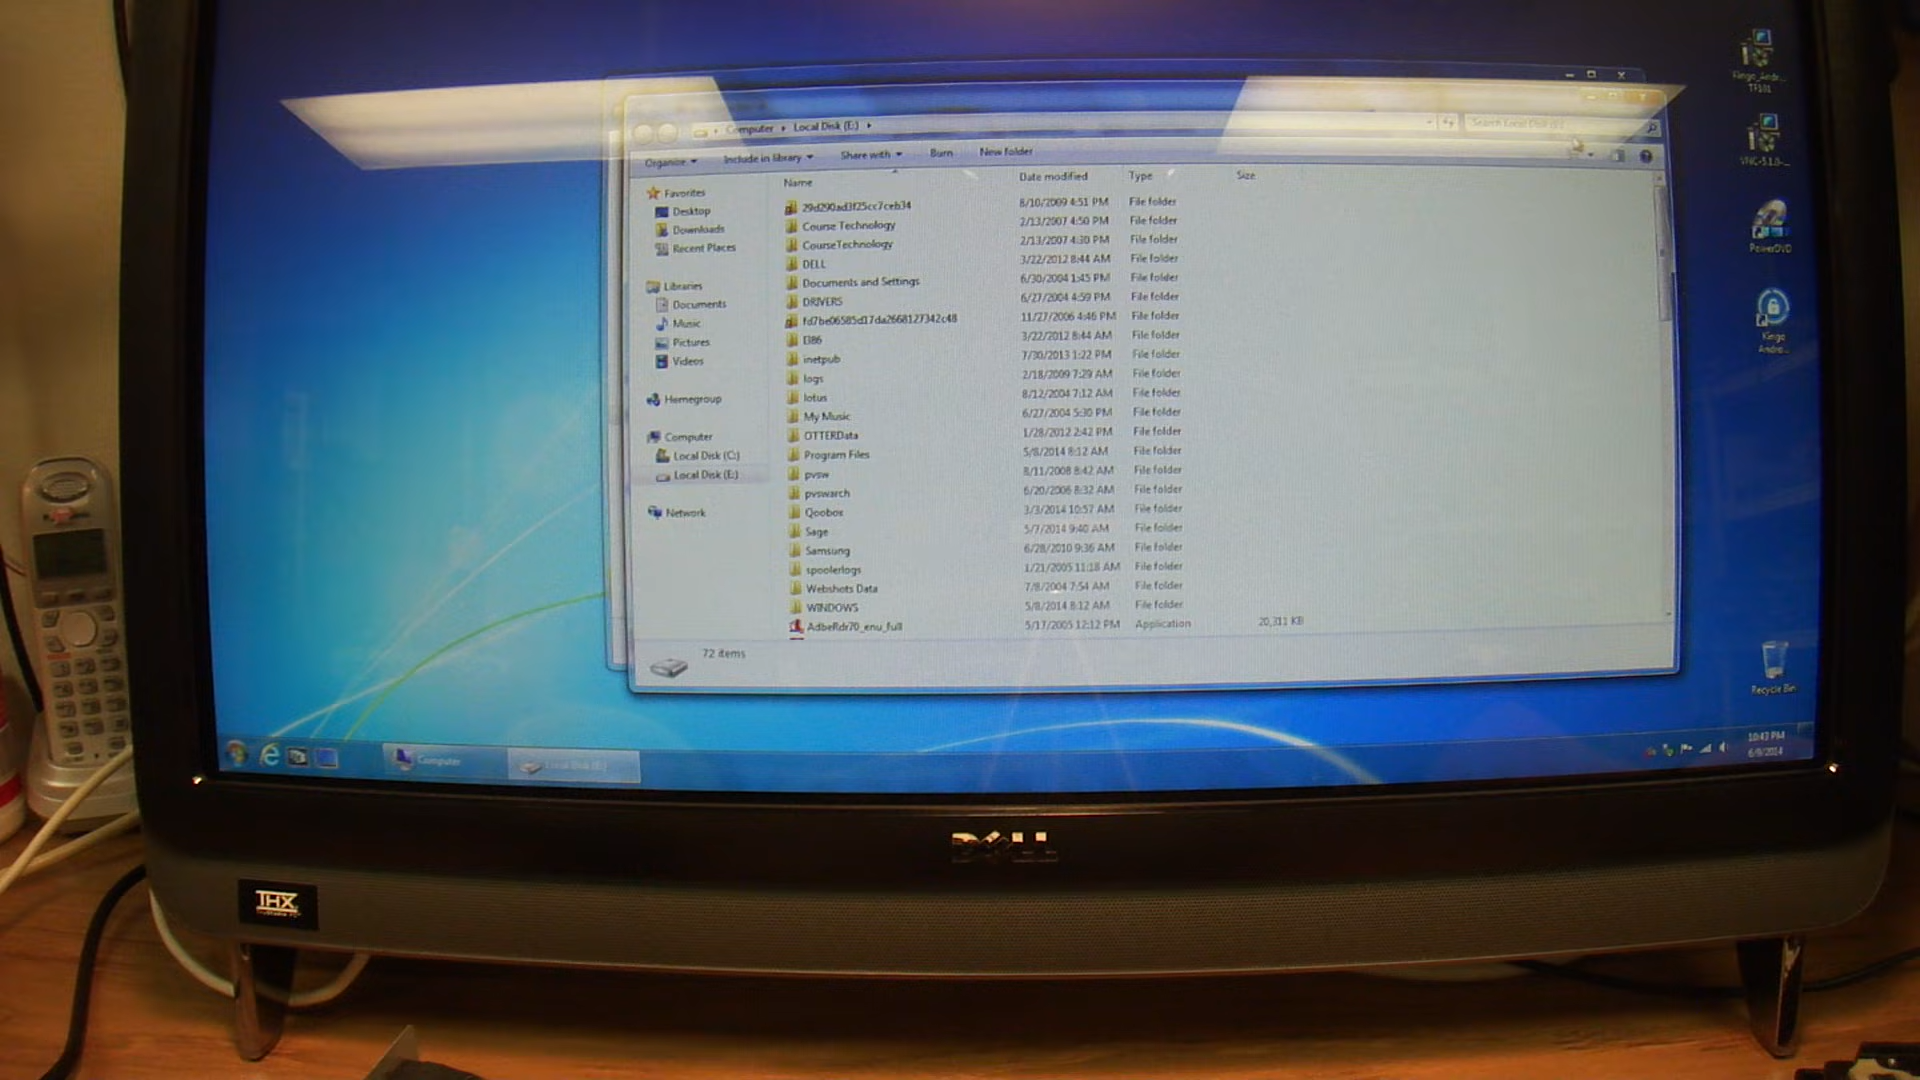 Computer ▸ Local Disk (E:) ▸
Search Local Disk (E:)
Organize ▾ Include in library ▾ Share with ▾ Burn New folder
Name Date modified Type Size
Favorites
Desktop
Downloads
Recent Places
Libraries
Documents
Music
Pictures
Videos
Homegroup
Computer
Local Disk (C:)
Local Disk (E:)
Network
29d290ad3f25cc7ceb34 8/10/2009 4:51 PM File folder
Course Technology 2/13/2007 4:50 PM File folder
CourseTechnology 2/13/2007 4:30 PM File folder
DELL 3/22/2012 8:44 AM File folder
Documents and Settings 6/30/2004 1:45 PM File folder
DRIVERS 6/27/2004 4:59 PM File folder
fd7be06585d17da2668127342c48 11/27/2006 4:46 PM File folder
I386 3/22/2012 8:44 AM File folder
inetpub 7/30/2013 1:22 PM File folder
logs 2/18/2009 7:29 AM File folder
lotus 8/12/2004 7:12 AM File folder
My Music 6/27/2004 5:30 PM File folder
OTTERData 1/28/2012 2:42 PM File folder
Program Files 5/8/2014 8:12 AM File folder
pvsw 8/11/2008 8:42 AM File folder
pvswarch 6/20/2006 8:32 AM File folder
Qoobox 3/3/2014 10:57 AM File folder
Sage 5/7/2014 9:40 AM File folder
Samsung 6/28/2010 9:36 AM File folder
spoolerlogs 1/21/2005 11:18 AM File folder
Webshots Data 7/8/2004 7:54 AM File folder
WINDOWS 5/8/2014 8:12 AM File folder
AdbeRdr70_enu_full 5/17/2005 12:12 PM Application 20,311 KB
72 items
Kingo_Andr...
TF101
VNC-5.1.0-...
PowerDVD
Kingo
Andro...
Recycle Bin
Computer
Local Disk (E:)
10:43 PM
6/9/2014
DELL
THX